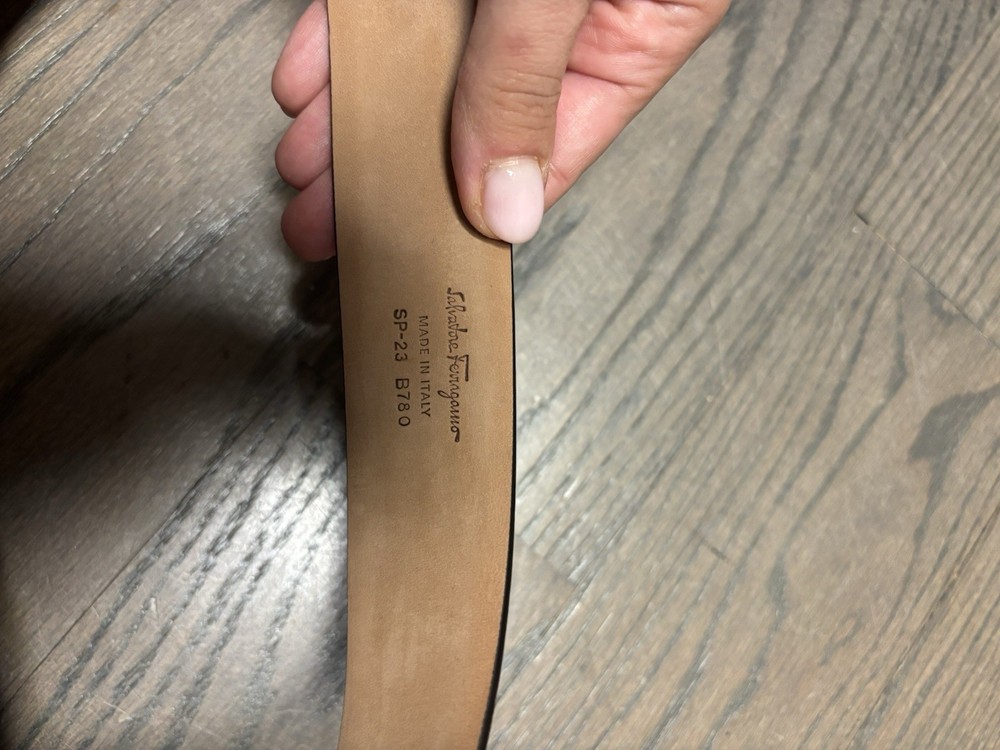 Salvatore Ferragamo
MADE IN ITALY
SP-23 B780